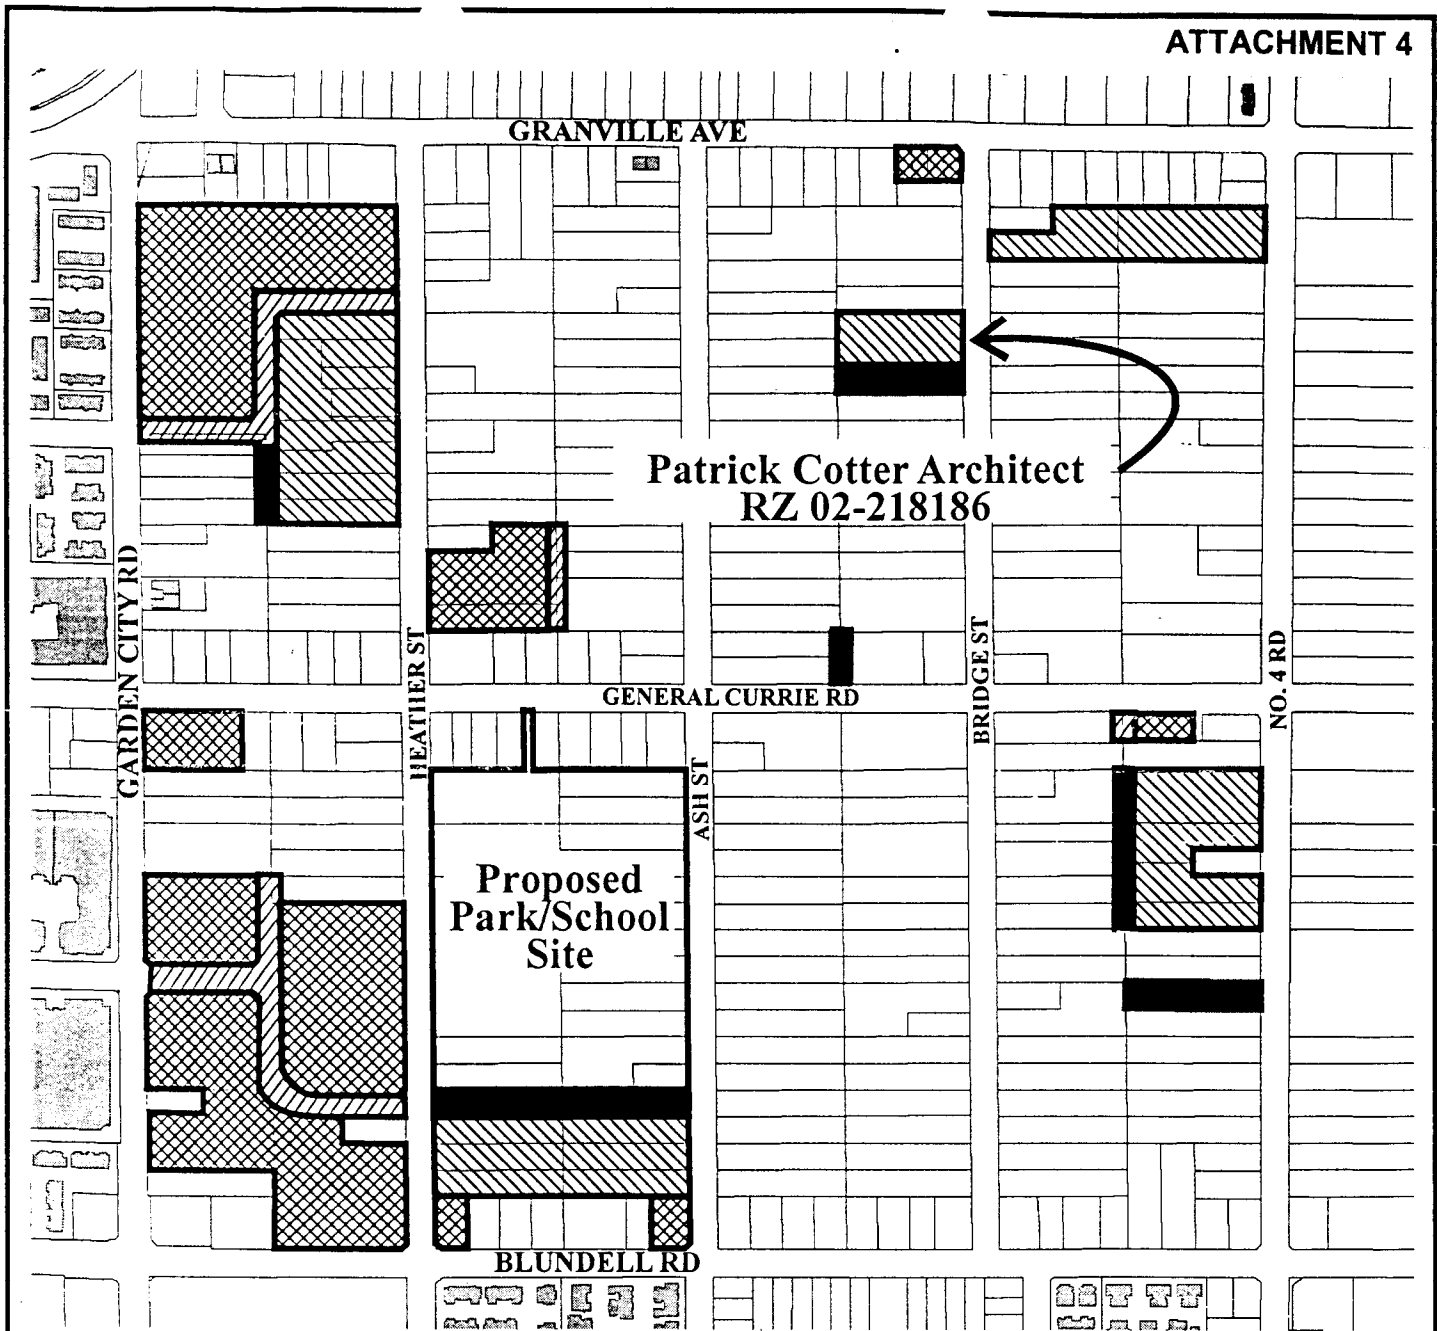 ATTACHMENT 4
GRANVILLE AVE
Patrick Cotter Architect
RZ 02-218186
GARDEN CITY RD
HEATHER ST
GENERAL CURRIE RD
BRIDGE ST
NO. 4 RD
ASH ST
Proposed
Park/School
Site
BLUNDELL RD